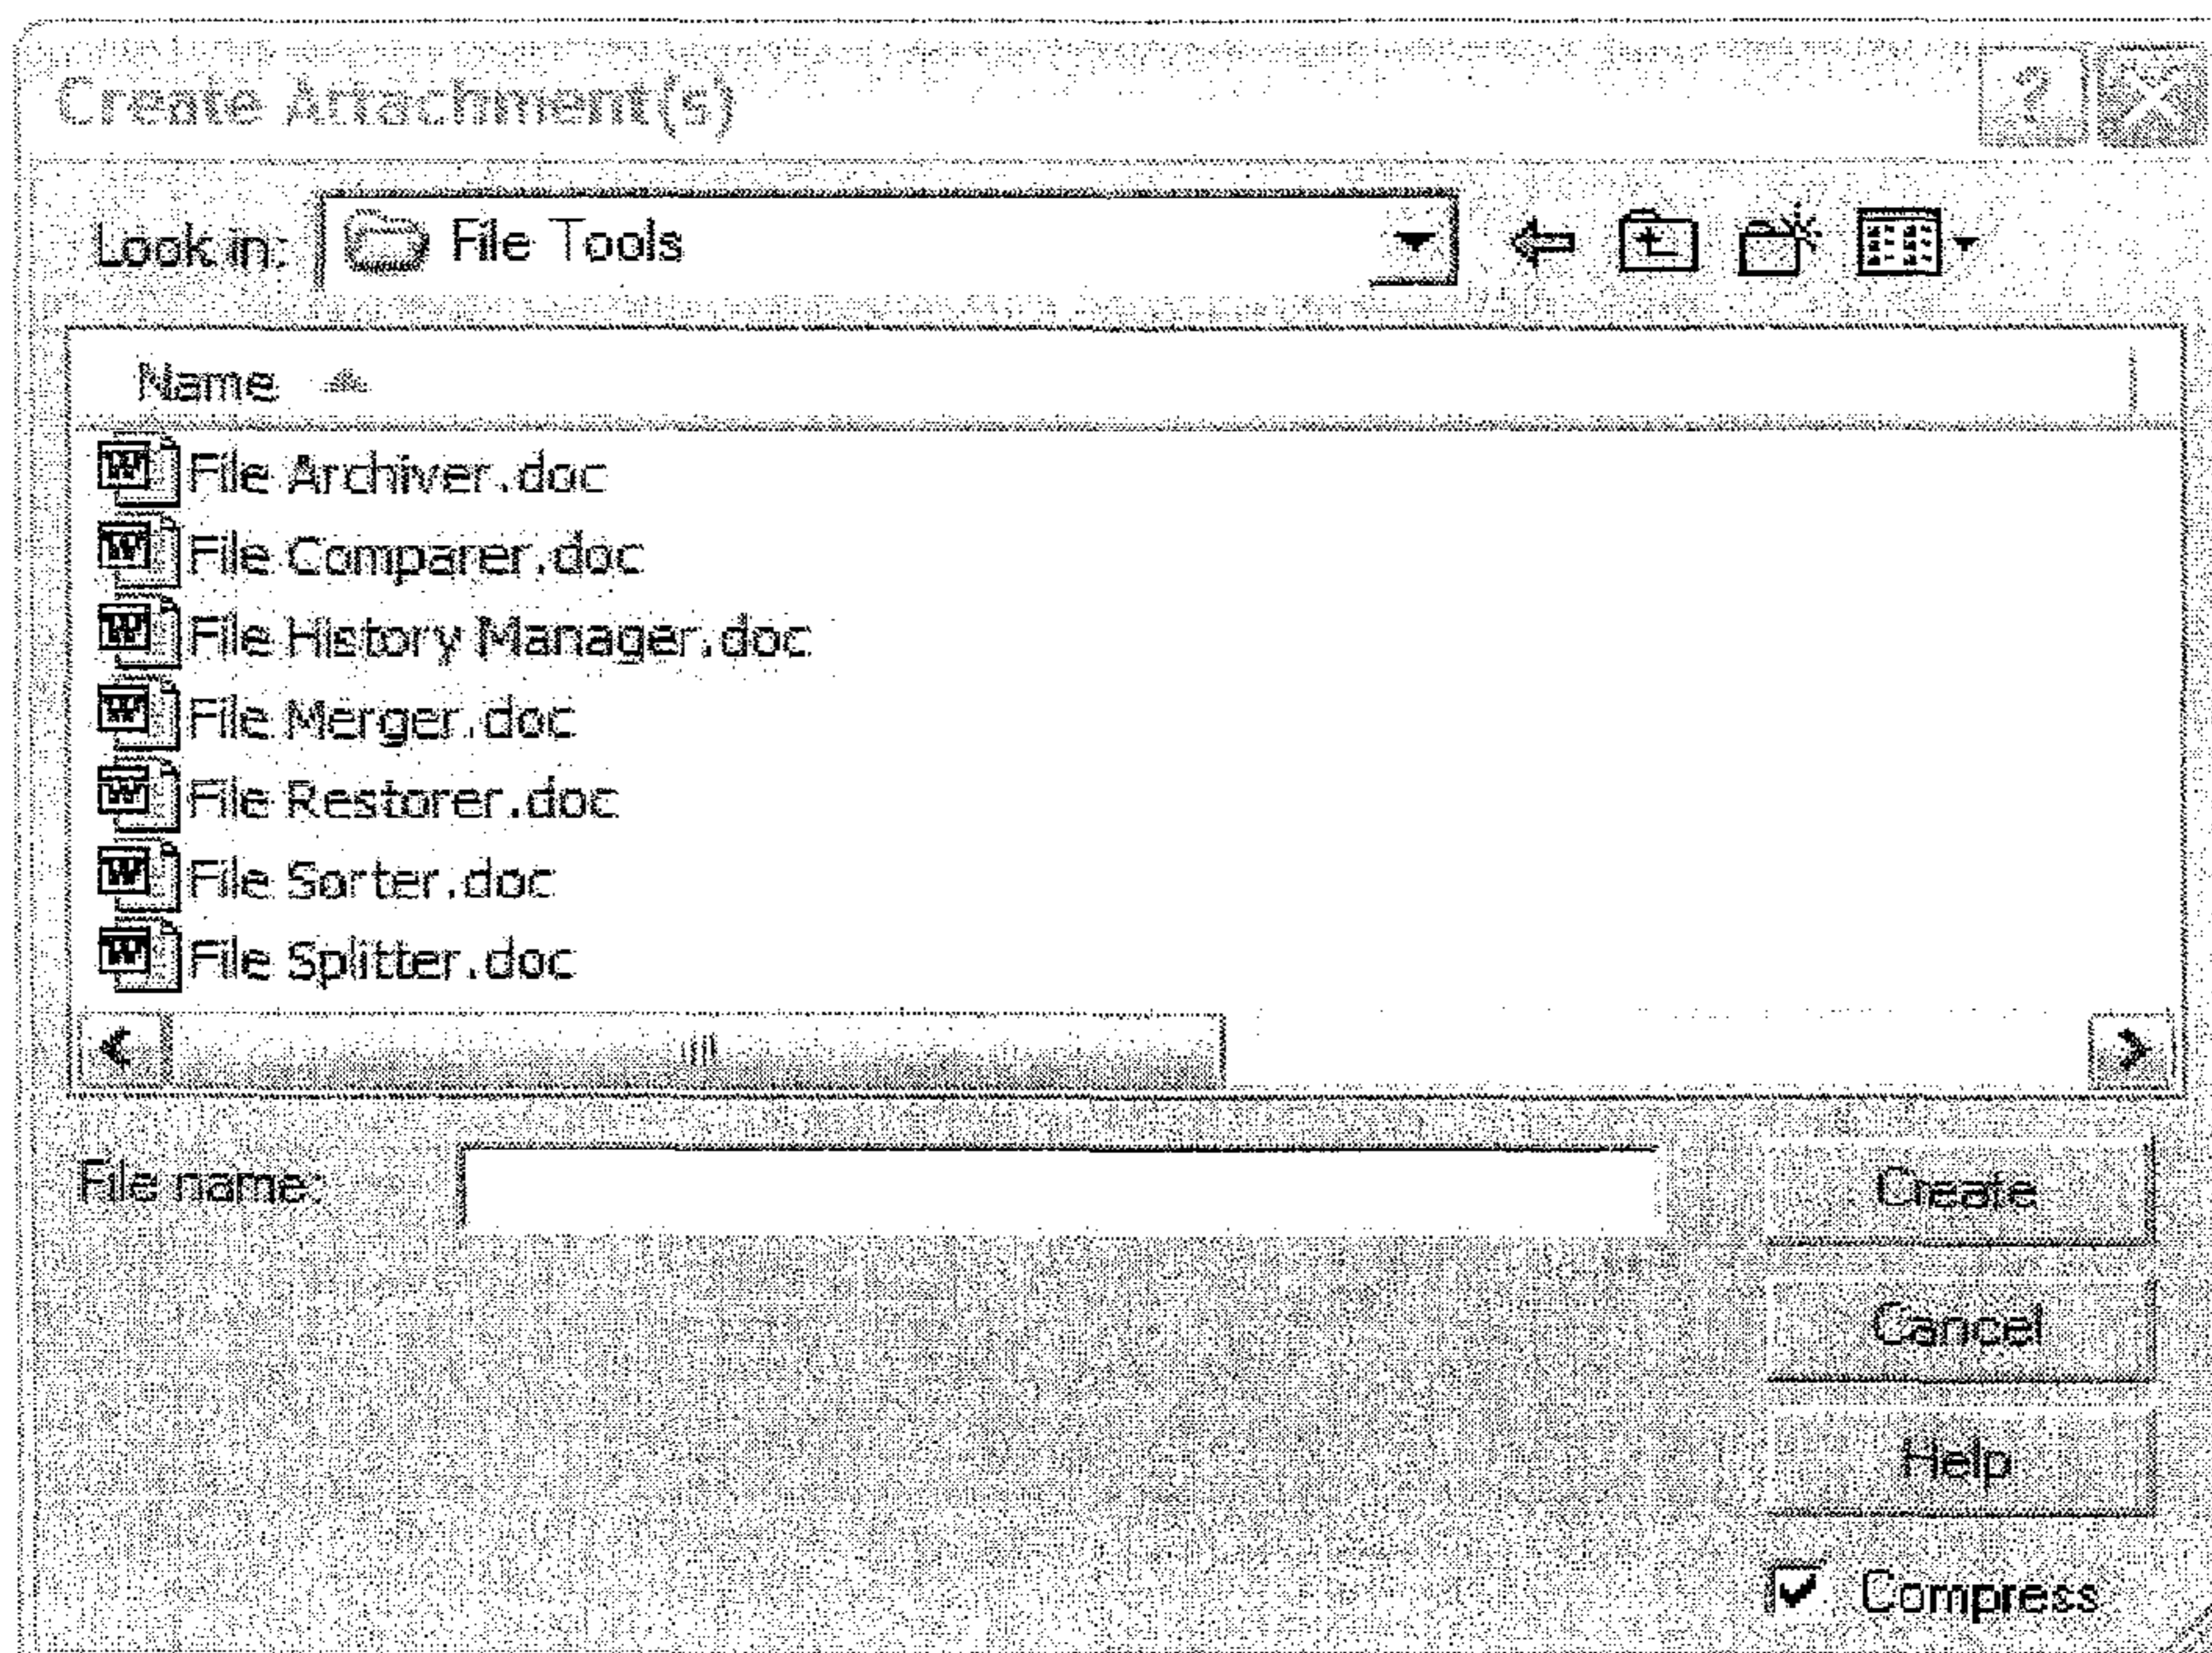 Create Attachment(s)
Look in: File Tools
Name
File Archiver.doc
File Comparer.doc
File History Manager.doc
File Merger.doc
File Restorer.doc
File Sorter.doc
File Splitter.doc
File name:
Create
Cancel
Help
Compress